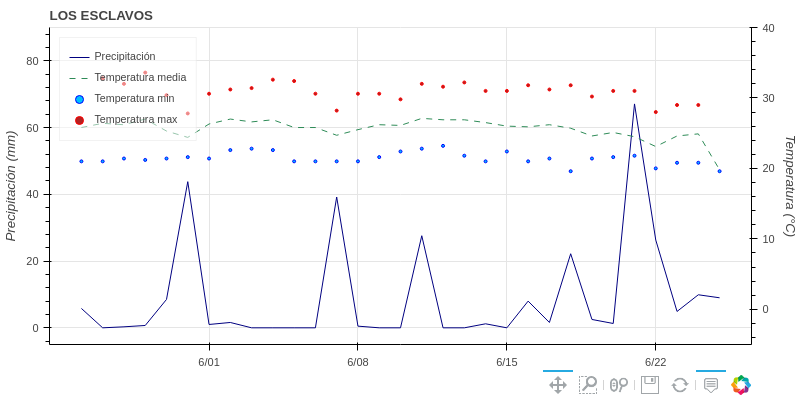 LOS ESCLAVOS
Precipitación
Temperatura media
Temperatura min
Temperatura max
Precipitación (mm)
80
60
40
20
0
Temperatura (°C)
40
30
20
10
0
6/01
6/08
6/15
6/22